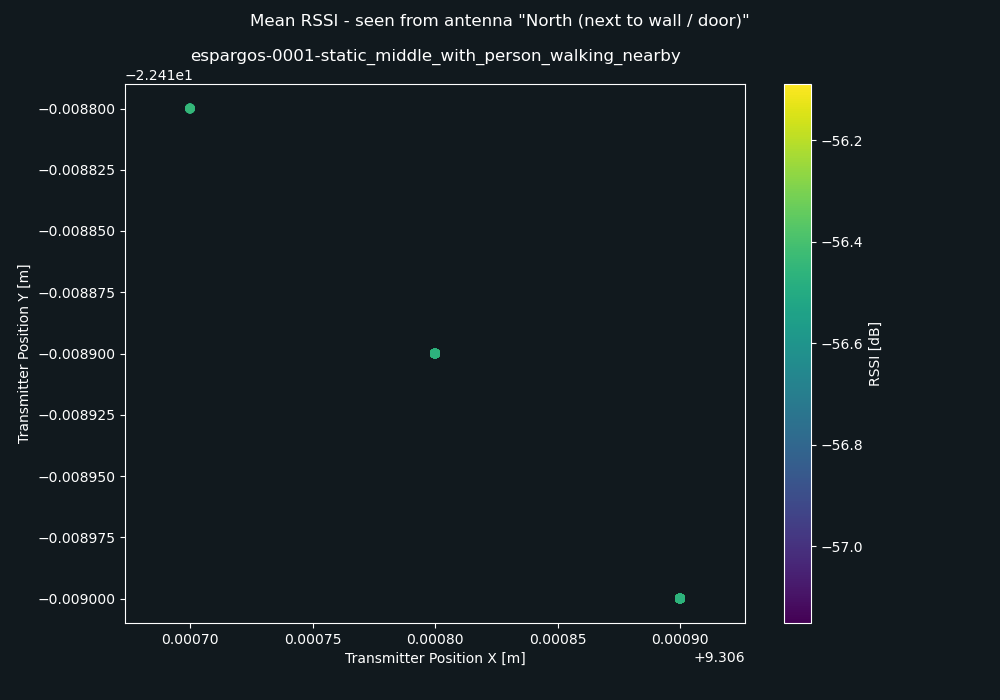 Mean RSSI - seen from antenna "North (next to wall / door)"
espargos-0001-static_middle_with_person_walking_nearby
−2.241e1
−0.008800
−0.008825
−0.008850
−0.008875
−0.008900
−0.008925
−0.008950
−0.008975
−0.009000
Transmitter Position Y [m]
0.00070 0.00075 0.00080 0.00085 0.00090
Transmitter Position X [m]
+9.306
−56.2
−56.4
−56.6
−56.8
−57.0
RSSI [dB]